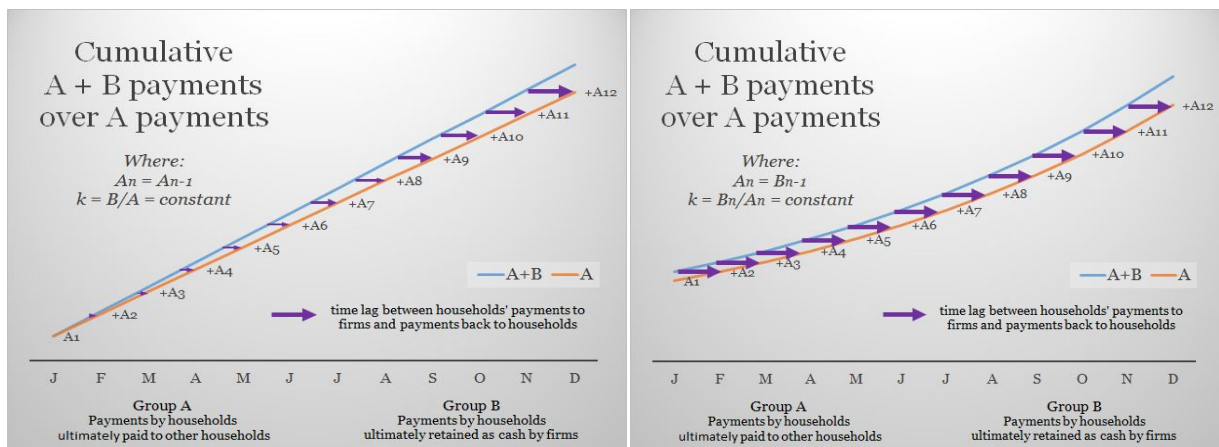 Cumulative
A + B payments
over A payments
Where:
An = An-1
k = B/A = constant
A1
+A2
+A3
+A4
+A5
+A6
+A7
+A8
+A9
+A10
+A11
+A12
A+B A
time lag between households' payments to
firms and payments back to households
J F M A M J J A S O N D
Group A
Payments by households
ultimately paid to other households
Group B
Payments by households
ultimately retained as cash by firms
Cumulative
A + B payments
over A payments
Where:
An = Bn-1
k = Bn/An = constant
A1
+A2
+A3
+A4
+A5
+A6
+A7
+A8
+A9
+A10
+A11
+A12
A+B A
time lag between households' payments to
firms and payments back to households
J F M A M J J A S O N D
Group A
Payments by households
ultimately paid to other households
Group B
Payments by households
ultimately retained as cash by firms